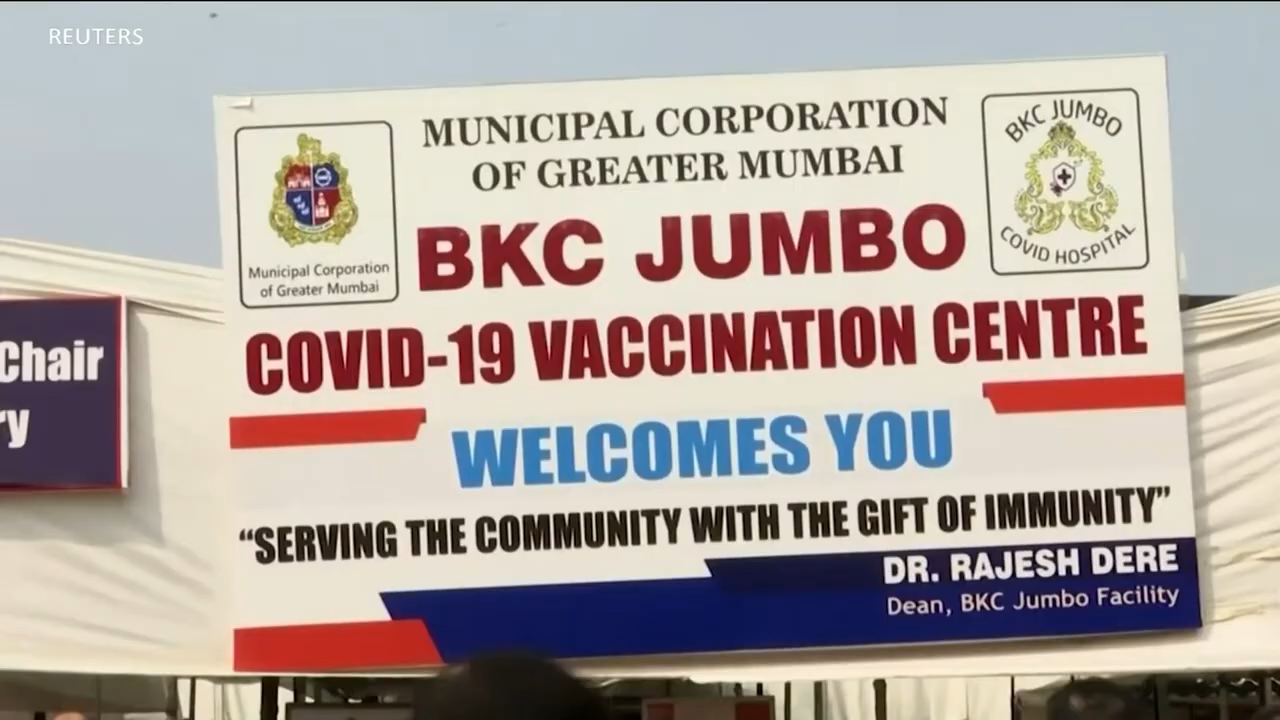 REUTERS
MUNICIPAL CORPORATION
OF GREATER MUMBAI
Municipal Corporation
of Greater Mumbai
BKC JUMBO
COVID HOSPITAL
BKC JUMBO
COVID-19 VACCINATION CENTRE
WELCOMES YOU
“SERVING THE COMMUNITY WITH THE GIFT OF IMMUNITY”
DR. RAJESH DERE
Dean, BKC Jumbo Facility
Chair